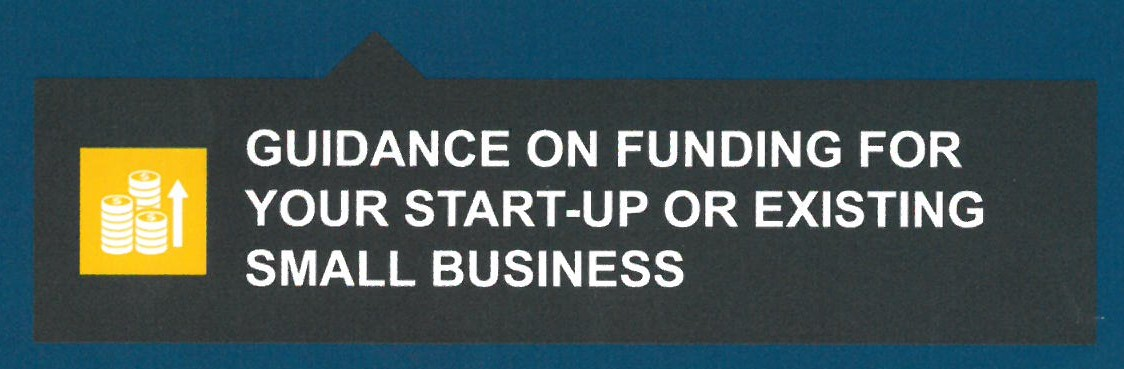 GUIDANCE ON FUNDING FOR
YOUR START-UP OR EXISTING
SMALL BUSINESS